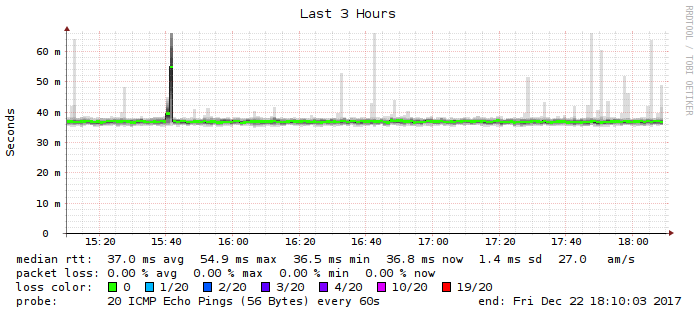 Last 3 Hours
RRDTOOL / TOBI OETIKER
Seconds
60 m
50 m
40 m
30 m
20 m
10 m
0
15:20 15:40 16:00 16:20 16:40 17:00 17:20 17:40 18:00
median rtt: 37.0 ms avg 54.9 ms max 36.5 ms min 36.8 ms now 1.4 ms sd 27.0 am/s
packet loss: 0.00 % avg 0.00 % max 0.00 % min 0.00 % now
loss color: 0 1/20 2/20 3/20 4/20 10/20 19/20
probe: 20 ICMP Echo Pings (56 Bytes) every 60s end: Fri Dec 22 18:10:03 2017